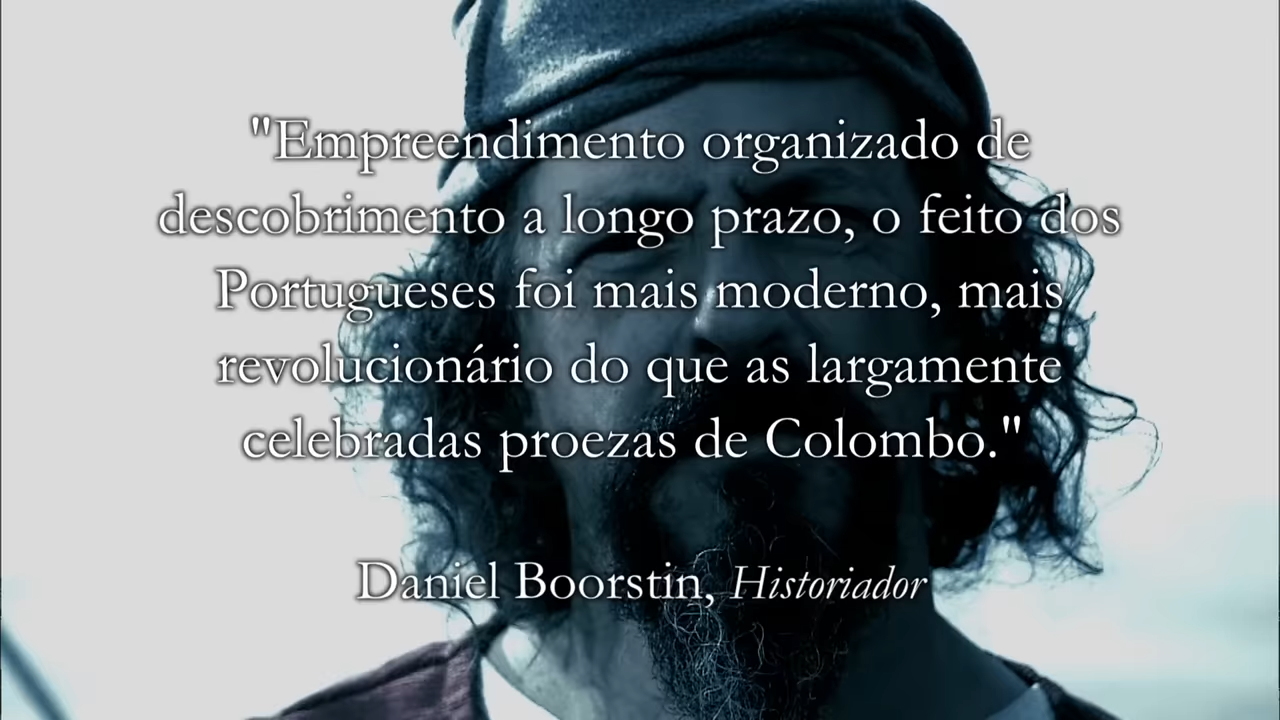 "Empreendimento organizado de
descobrimento a longo prazo, o feito dos
Portugueses foi mais moderno, mais
revolucionário do que as largamente
celebradas proezas de Colombo."
Daniel Boorstin, Historiador